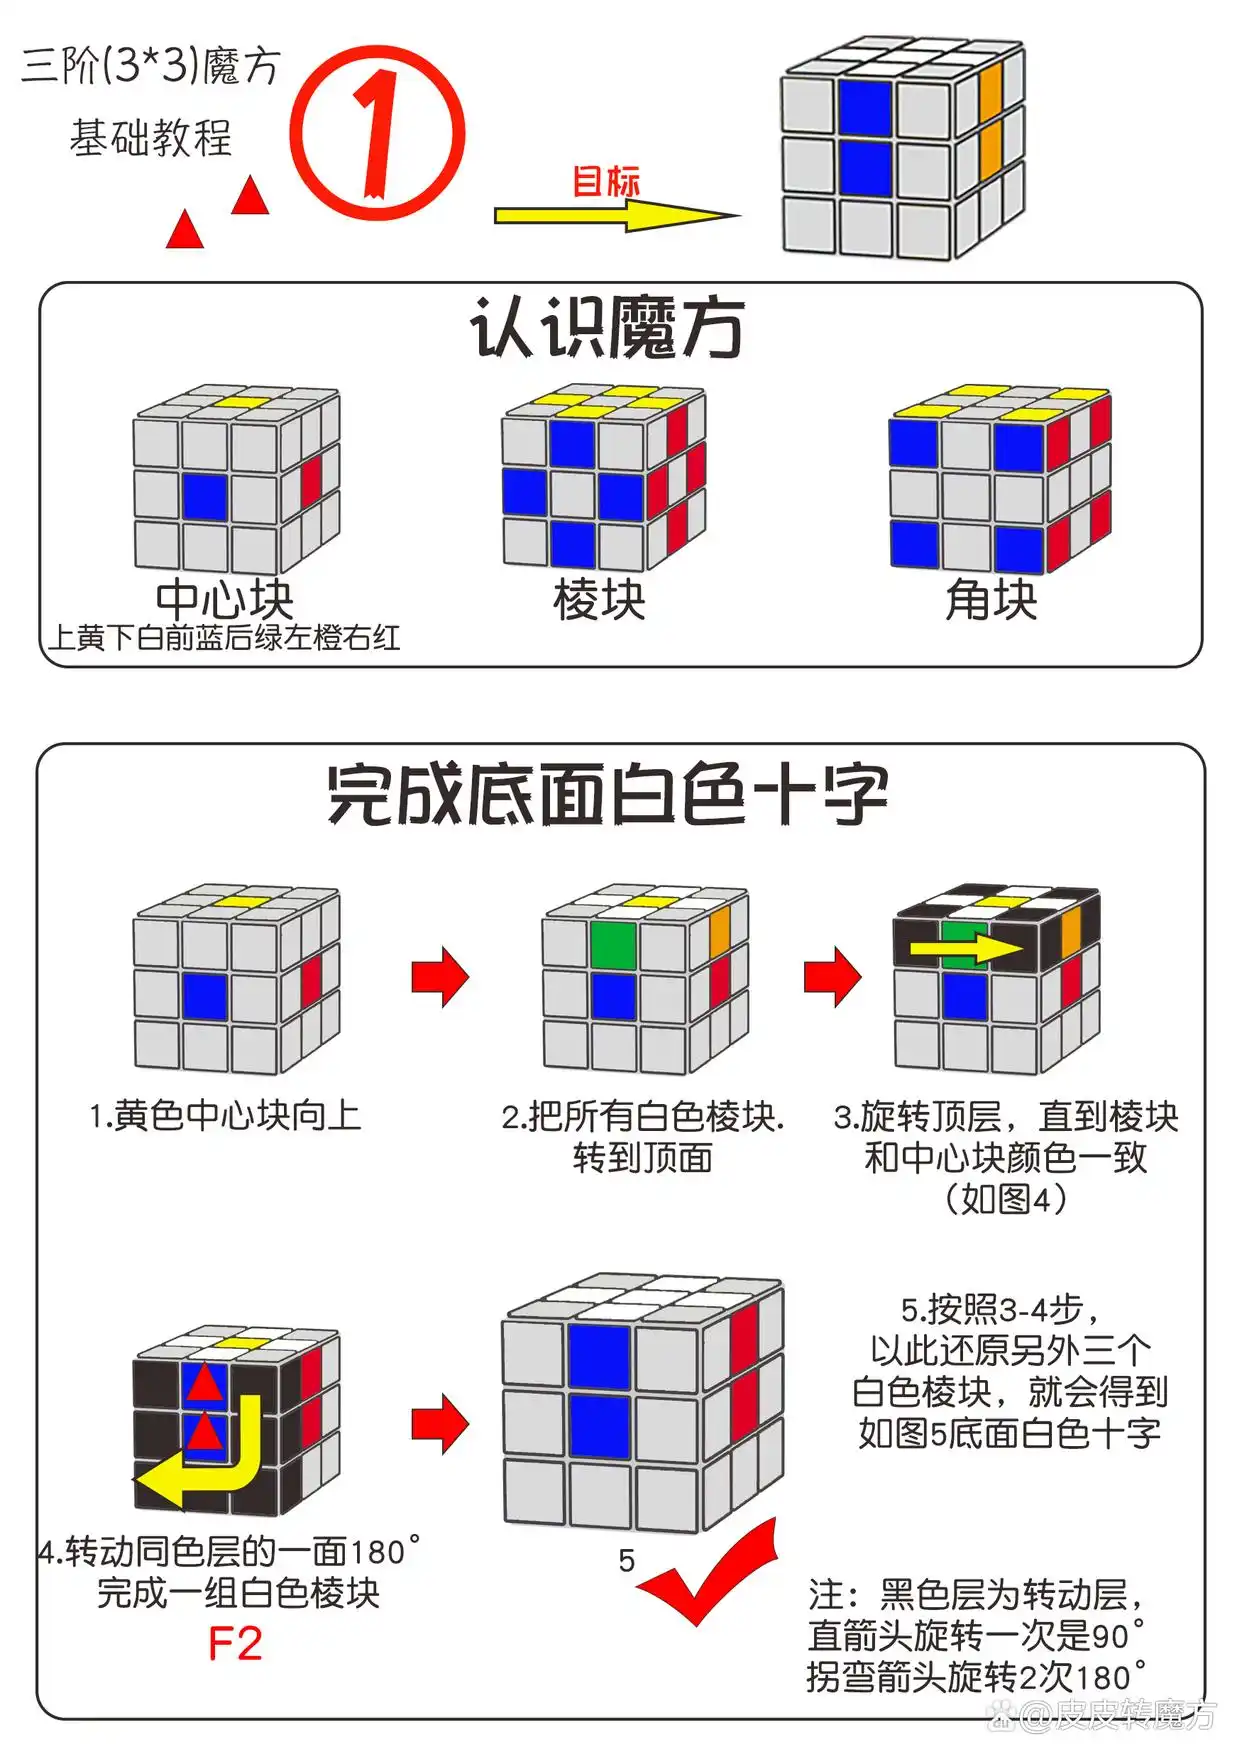 三阶(3*3)魔方
基础教程
1
目标
认识魔方
中心块
上黄下白前蓝后绿左橙右红
棱块
角块
完成底面白色十字
1.黄色中心块向上
2.把所有白色棱块.
转到顶面
3.旋转顶层，直到棱块
和中心块颜色一致
（如图4）
4.转动同色层的一面180°
完成一组白色棱块
F2
5
5.按照3-4步，
以此还原另外三个
白色棱块，就会得到
如图5底面白色十字
注：黑色层为转动层，
直箭头旋转一次是90°
拐弯箭头旋转2次180°
@皮皮转魔方